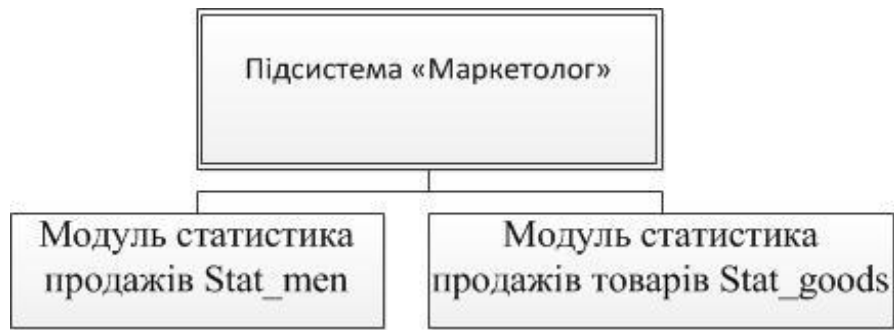 Підсистема «Маркетолог»
Модуль статистика
продажів Stat_men
Модуль статистика
продажів товарів Stat_goods